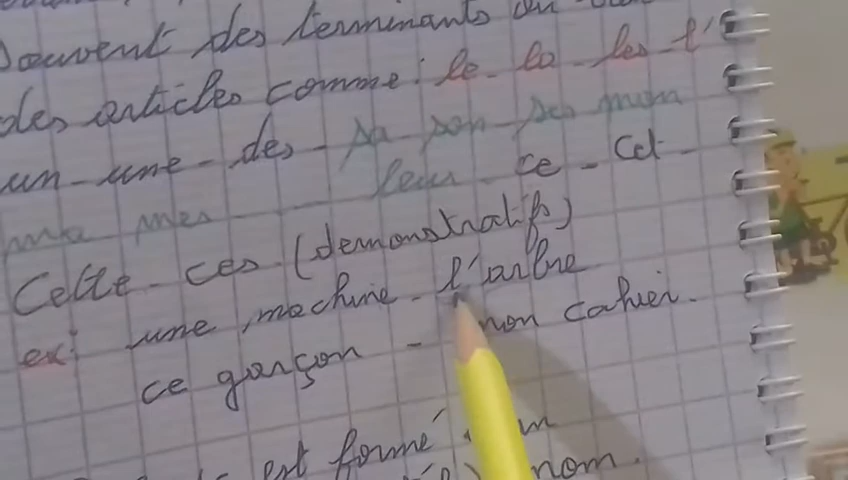 souvent des terminants ou
des articles comme: le - la - les - l'
un - une - des - sa son ses mon
ma mes leur ce - cet -
Cette - ces (demonstratifs)
ex: une machine - l'arbre
ce garçon - mon cahier.
est formé
nom.